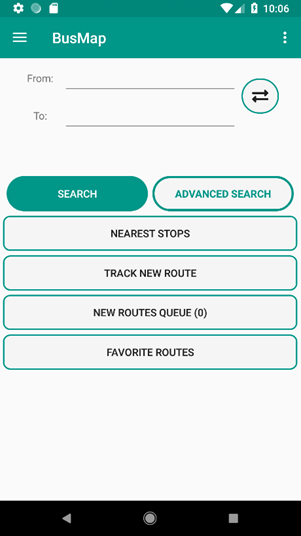 10:06
BusMap
From:
To:
SEARCH
ADVANCED SEARCH
NEAREST STOPS
TRACK NEW ROUTE
NEW ROUTES QUEUE (0)
FAVORITE ROUTES